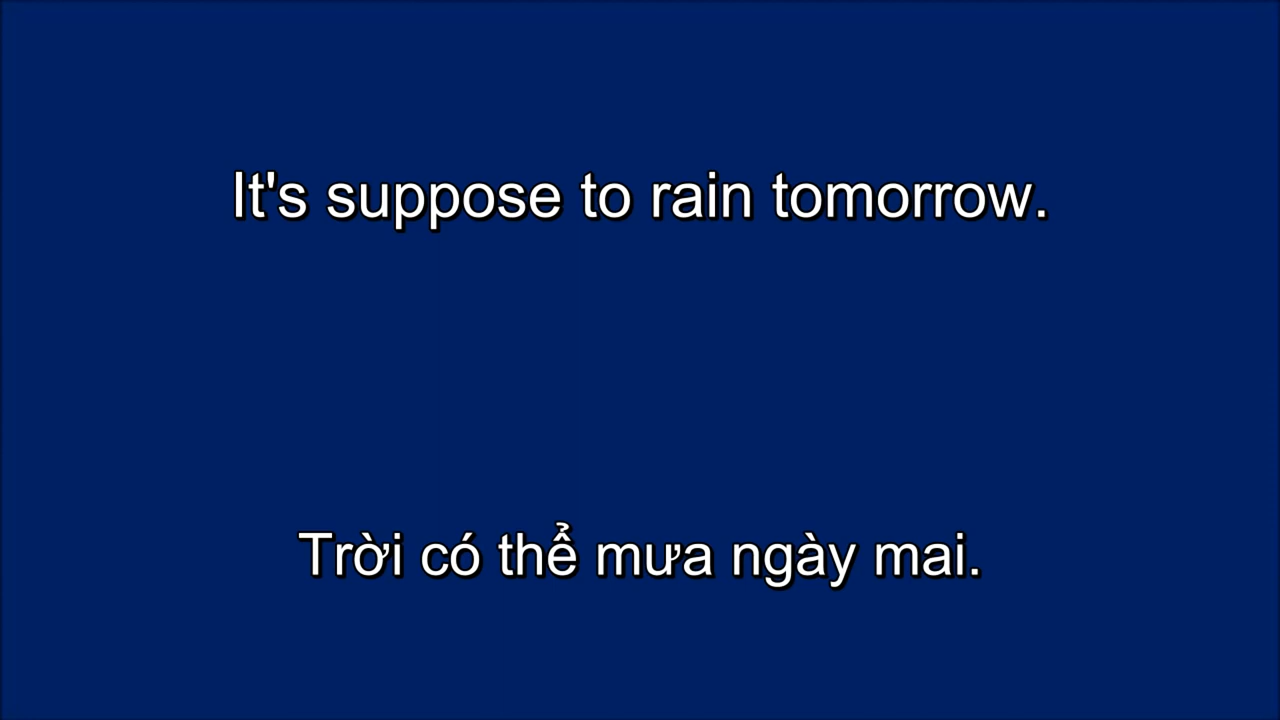 It's suppose to rain tomorrow.
Trời có thể mưa ngày mai.